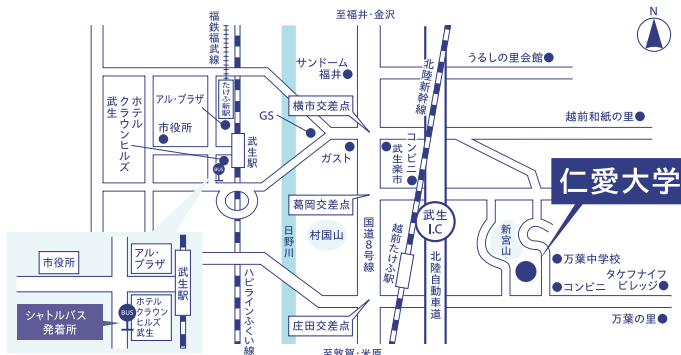 至福井・金沢
N
福鉄福武線
サンドーム
福井
北陸新幹線
うるしの里会館
ホテル
クラウンヒルズ
武生
アル・プラザ
たけふ新駅
横市交差点
GS
市役所
武生駅
コンビニ
武生楽市
ガスト
越前和紙の里
BUS
仁愛大学
葛岡交差点
武生
I.C
日野川
村国山
国道8号線
越前たけふ駅
新宮山
北陸自動車道
万葉中学校
コンビニ
タケフナイフ
ビレッジ
万葉の里
ハピラインふくい線
庄田交差点
至敦賀・米原
市役所
アル・
プラザ
武生駅
シャトルバス
発着所
BUS
ホテル
クラウン
ヒルズ
武生